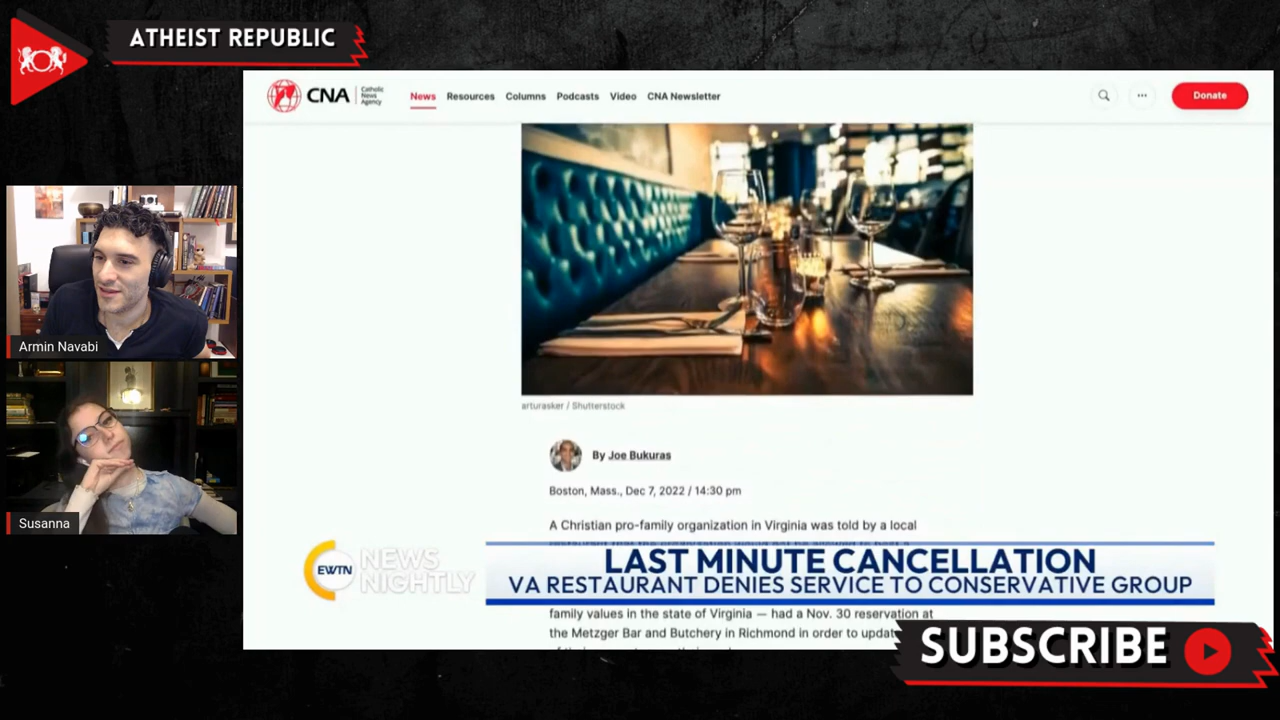 ATHEIST REPUBLIC
CNA
Catholic
News
Agency
News Resources Columns Podcasts Video CNA Newsletter
Donate
arturasker / Shutterstock
By Joe Bukuras
Boston, Mass., Dec 7, 2022 / 14:30 pm
A Christian pro-family organization in Virginia was told by a local
EWTN
NEWS
NIGHTLY
LAST MINUTE CANCELLATION
VA RESTAURANT DENIES SERVICE TO CONSERVATIVE GROUP
family values in the state of Virginia — had a Nov. 30 reservation at
the Metzger Bar and Butchery in Richmond in order to update
Armin Navabi
Susanna
SUBSCRIBE